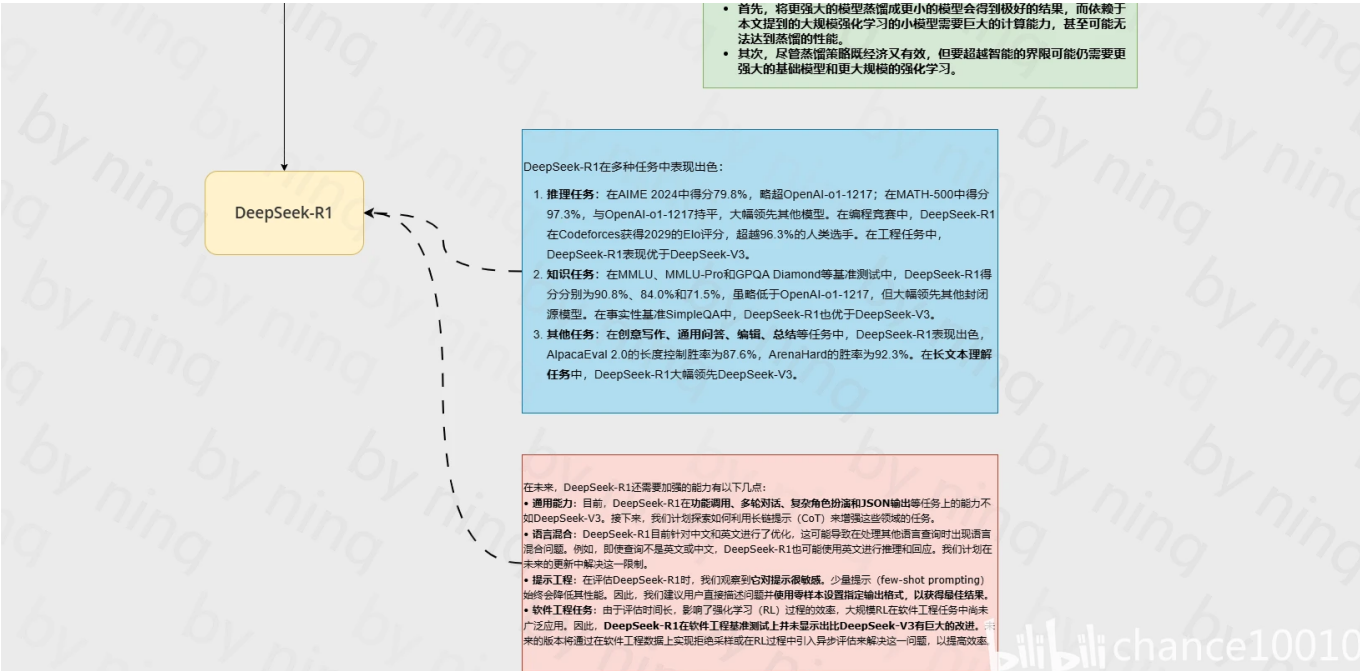 • 首先，将更强大的模型蒸馏成更小的模型会得到极好的结果，而依赖于
本文提到的大规模强化学习的小模型需要巨大的计算能力，甚至可能无
法达到蒸馏的性能。
• 其次，尽管蒸馏策略既经济又有效，但要超越智能的界限可能仍需要更
强大的基础模型和更大规模的强化学习。
DeepSeek-R1
DeepSeek-R1在多种任务中表现出色：
1. 推理任务：在AIME 2024中得分79.8%，略超OpenAI-o1-1217；在MATH-500中得分
97.3%，与OpenAI-o1-1217持平，大幅领先其他模型。在编程竞赛中，DeepSeek-R1
在Codeforces获得2029的Elo评分，超越96.3%的人类选手。在工程任务中，
DeepSeek-R1表现优于DeepSeek-V3。
2. 知识任务：在MMLU、MMLU-Pro和GPQA Diamond等基准测试中，DeepSeek-R1得
分分别为90.8%、84.0%和71.5%，虽略低于OpenAI-o1-1217，但大幅领先其他封闭
源模型。在事实性基准SimpleQA中，DeepSeek-R1也优于DeepSeek-V3。
3. 其他任务：在创意写作、通用问答、编辑、总结等任务中，DeepSeek-R1表现出色，
AlpacaEval 2.0的长度控制胜率为87.6%，ArenaHard的胜率为92.3%。在长文本理解
任务中，DeepSeek-R1大幅领先DeepSeek-V3。
在未来，DeepSeek-R1还需要加强的能力有以下几点：
• 通用能力：目前，DeepSeek-R1在功能调用、多轮对话、复杂角色扮演和JSON输出等任务上的能力不
如DeepSeek-V3。接下来，我们计划探索如何利用长链提示（CoT）来增强这些领域的任务。
• 语言混合：DeepSeek-R1目前针对中文和英文进行了优化，这可能导致在处理其他语言查询时出现语言
混合问题。例如，即使查询不是英文或中文，DeepSeek-R1也可能使用英文进行推理和回应。我们计划在
未来的更新中解决这一限制。
• 提示工程：在评估DeepSeek-R1时，我们观察到它对提示很敏感。少量提示（few-shot prompting）
始终会降低其性能。因此，我们建议用户直接描述问题并使用零样本设置指定输出格式，以获得最佳结果。
• 软件工程任务：由于评估时间长，影响了强化学习（RL）过程的效率，大规模RL在软件工程任务中尚未
广泛应用。因此，DeepSeek-R1在软件工程基准测试上并未显示出比DeepSeek-V3有巨大的改进。未
来的版本将通过在软件工程数据上实现拒绝采样或在RL过程中引入异步评估来解决这一问题，以提高效率
by ninq
bilibili chance10010